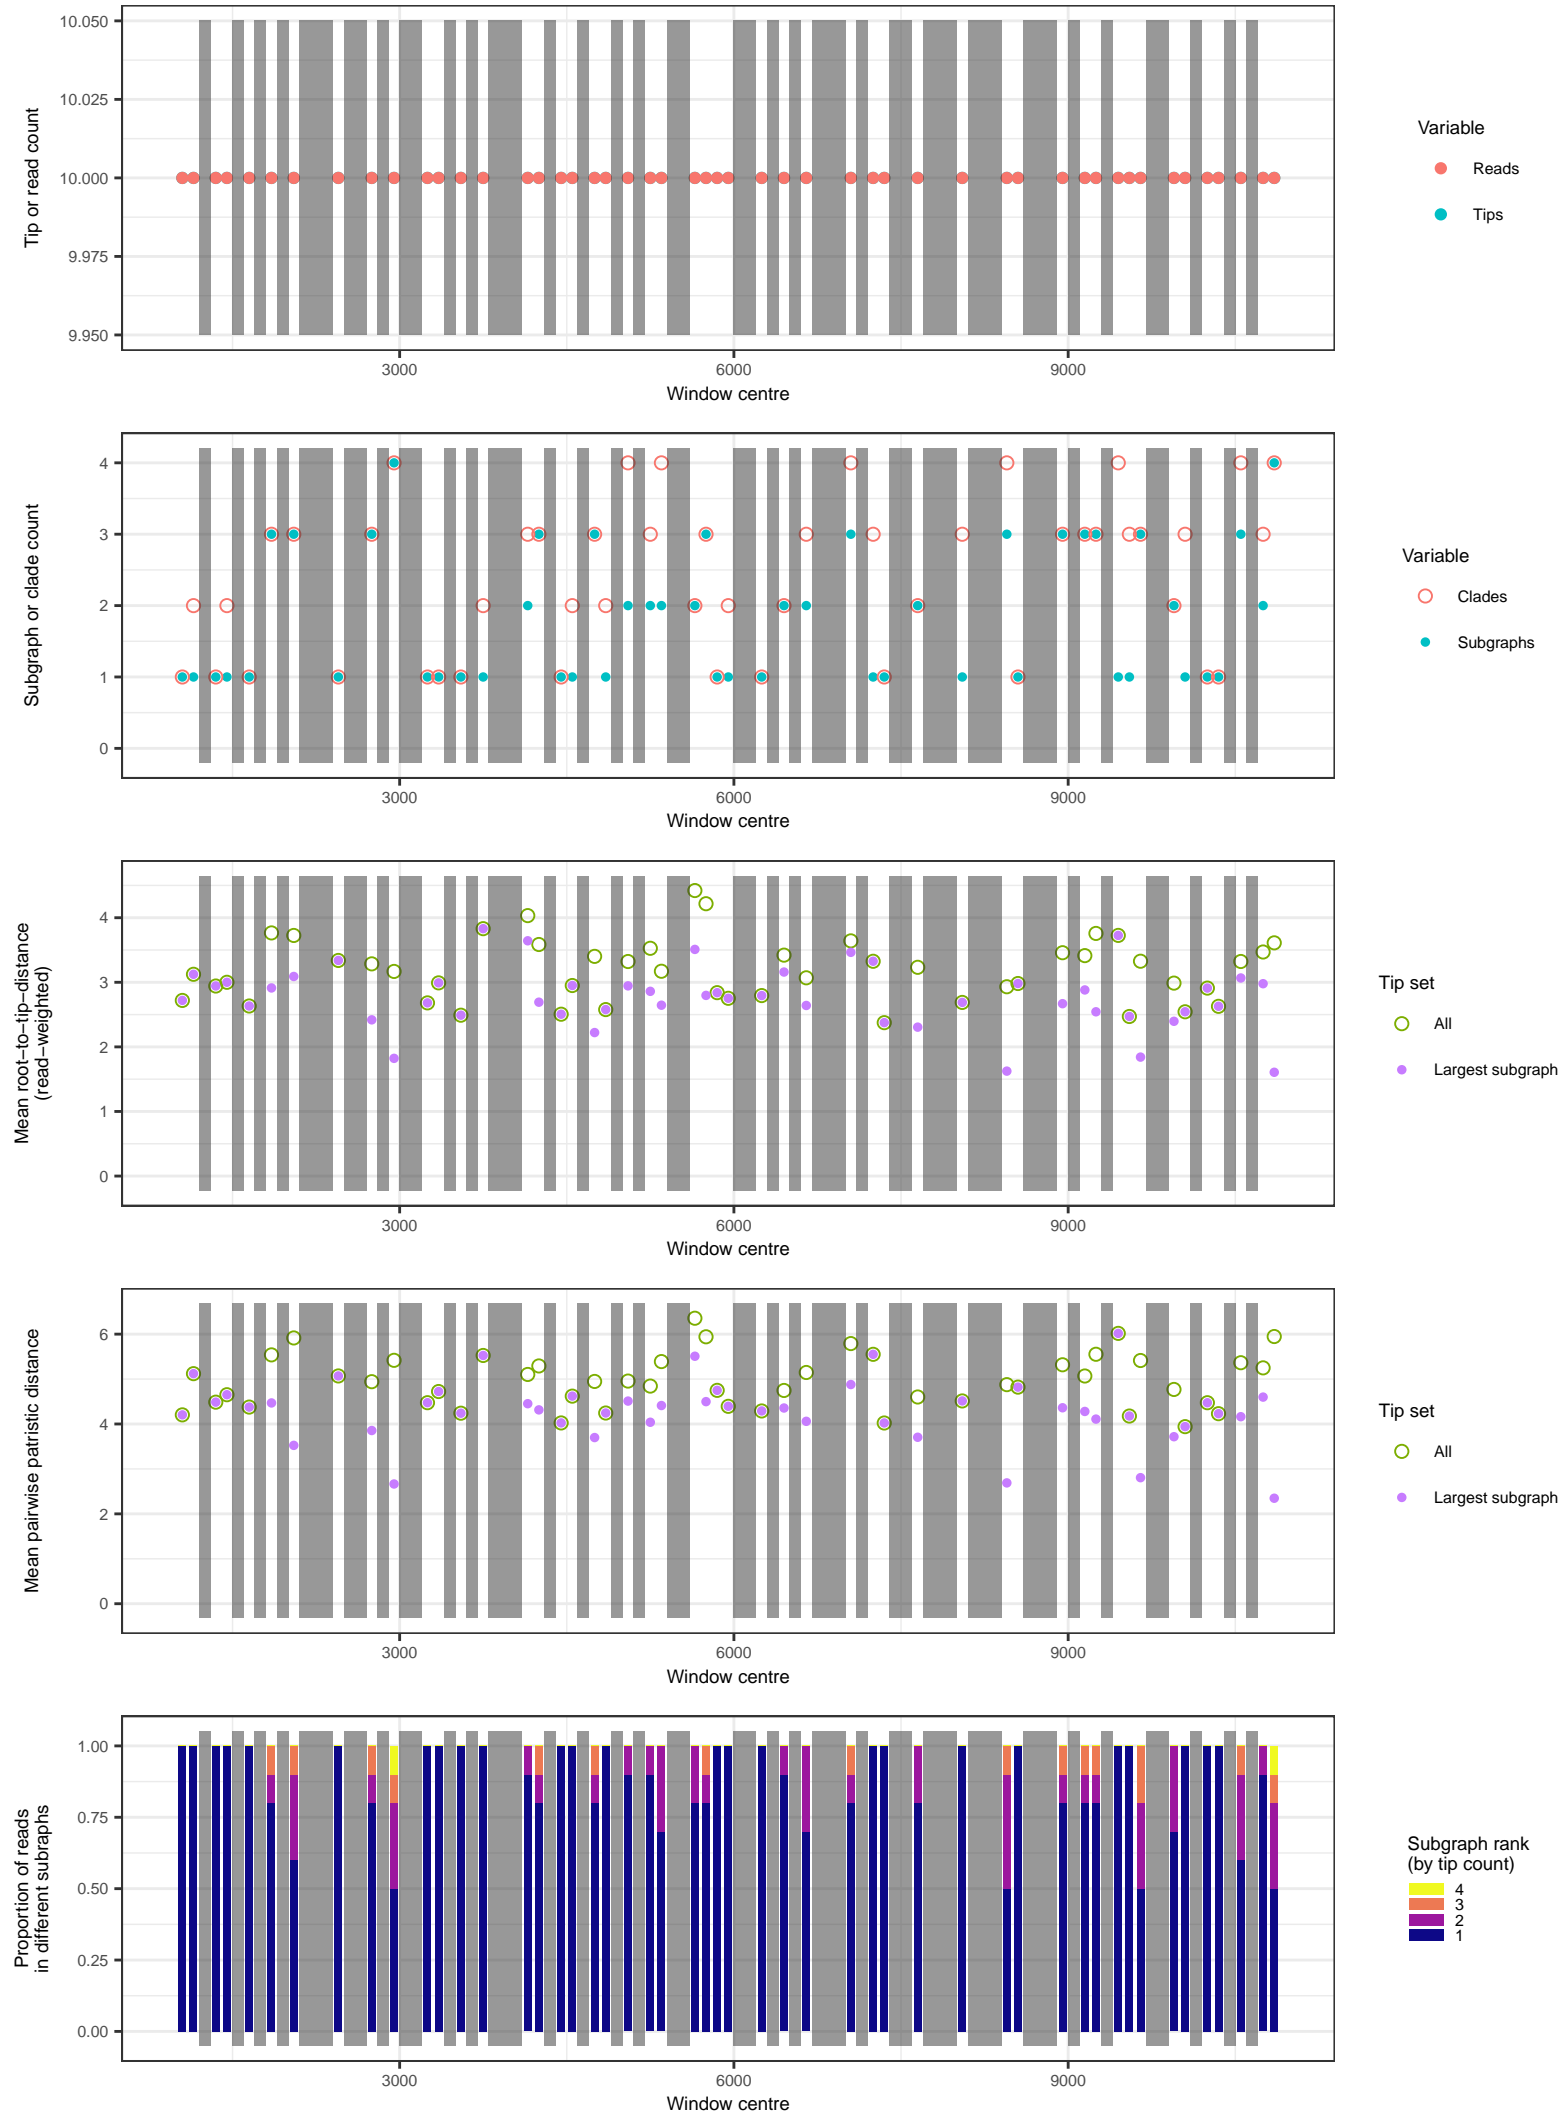 10.050
10.025
10.000
9.975
9.950
Tip or read count
3000
6000
9000
Window centre
Variable
Reads
Tips
4
3
2
1
0
Subgraph or clade count
3000
6000
9000
Window centre
Variable
Clades
Subgraphs
4
3
2
1
0
Mean root−to−tip−distance
(read−weighted)
3000
6000
9000
Window centre
Tip set
All
Largest subgraph
6
4
2
0
Mean pairwise patristic distance
3000
6000
9000
Window centre
Tip set
All
Largest subgraph
1.00
0.75
0.50
0.25
0.00
Proportion of reads
in different subraphs
3000
6000
9000
Window centre
Subgraph rank
(by tip count)
4
3
2
1